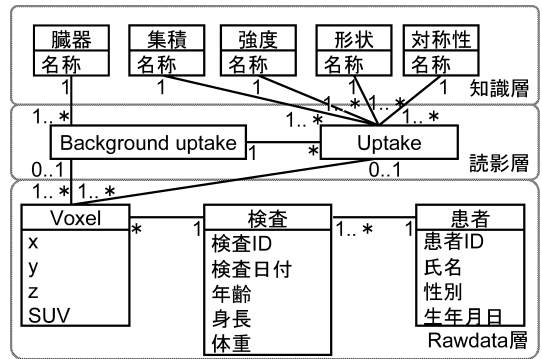 臓器 集積 強度 形状 対称性
名称 名称 名称 名称 名称
1 1 1 1 1
知識層
1..* 1..* 1..* 1..* 1..*
Background uptake 1 * Uptake
0..1 0..1 読影層
1..* 1..*
Voxel 検査 患者
* 1 1..* 1
x 検査ID 患者ID
y 検査日付 氏名
z 年齢 性別
SUV 身長 生年月日
体重 Rawdata層